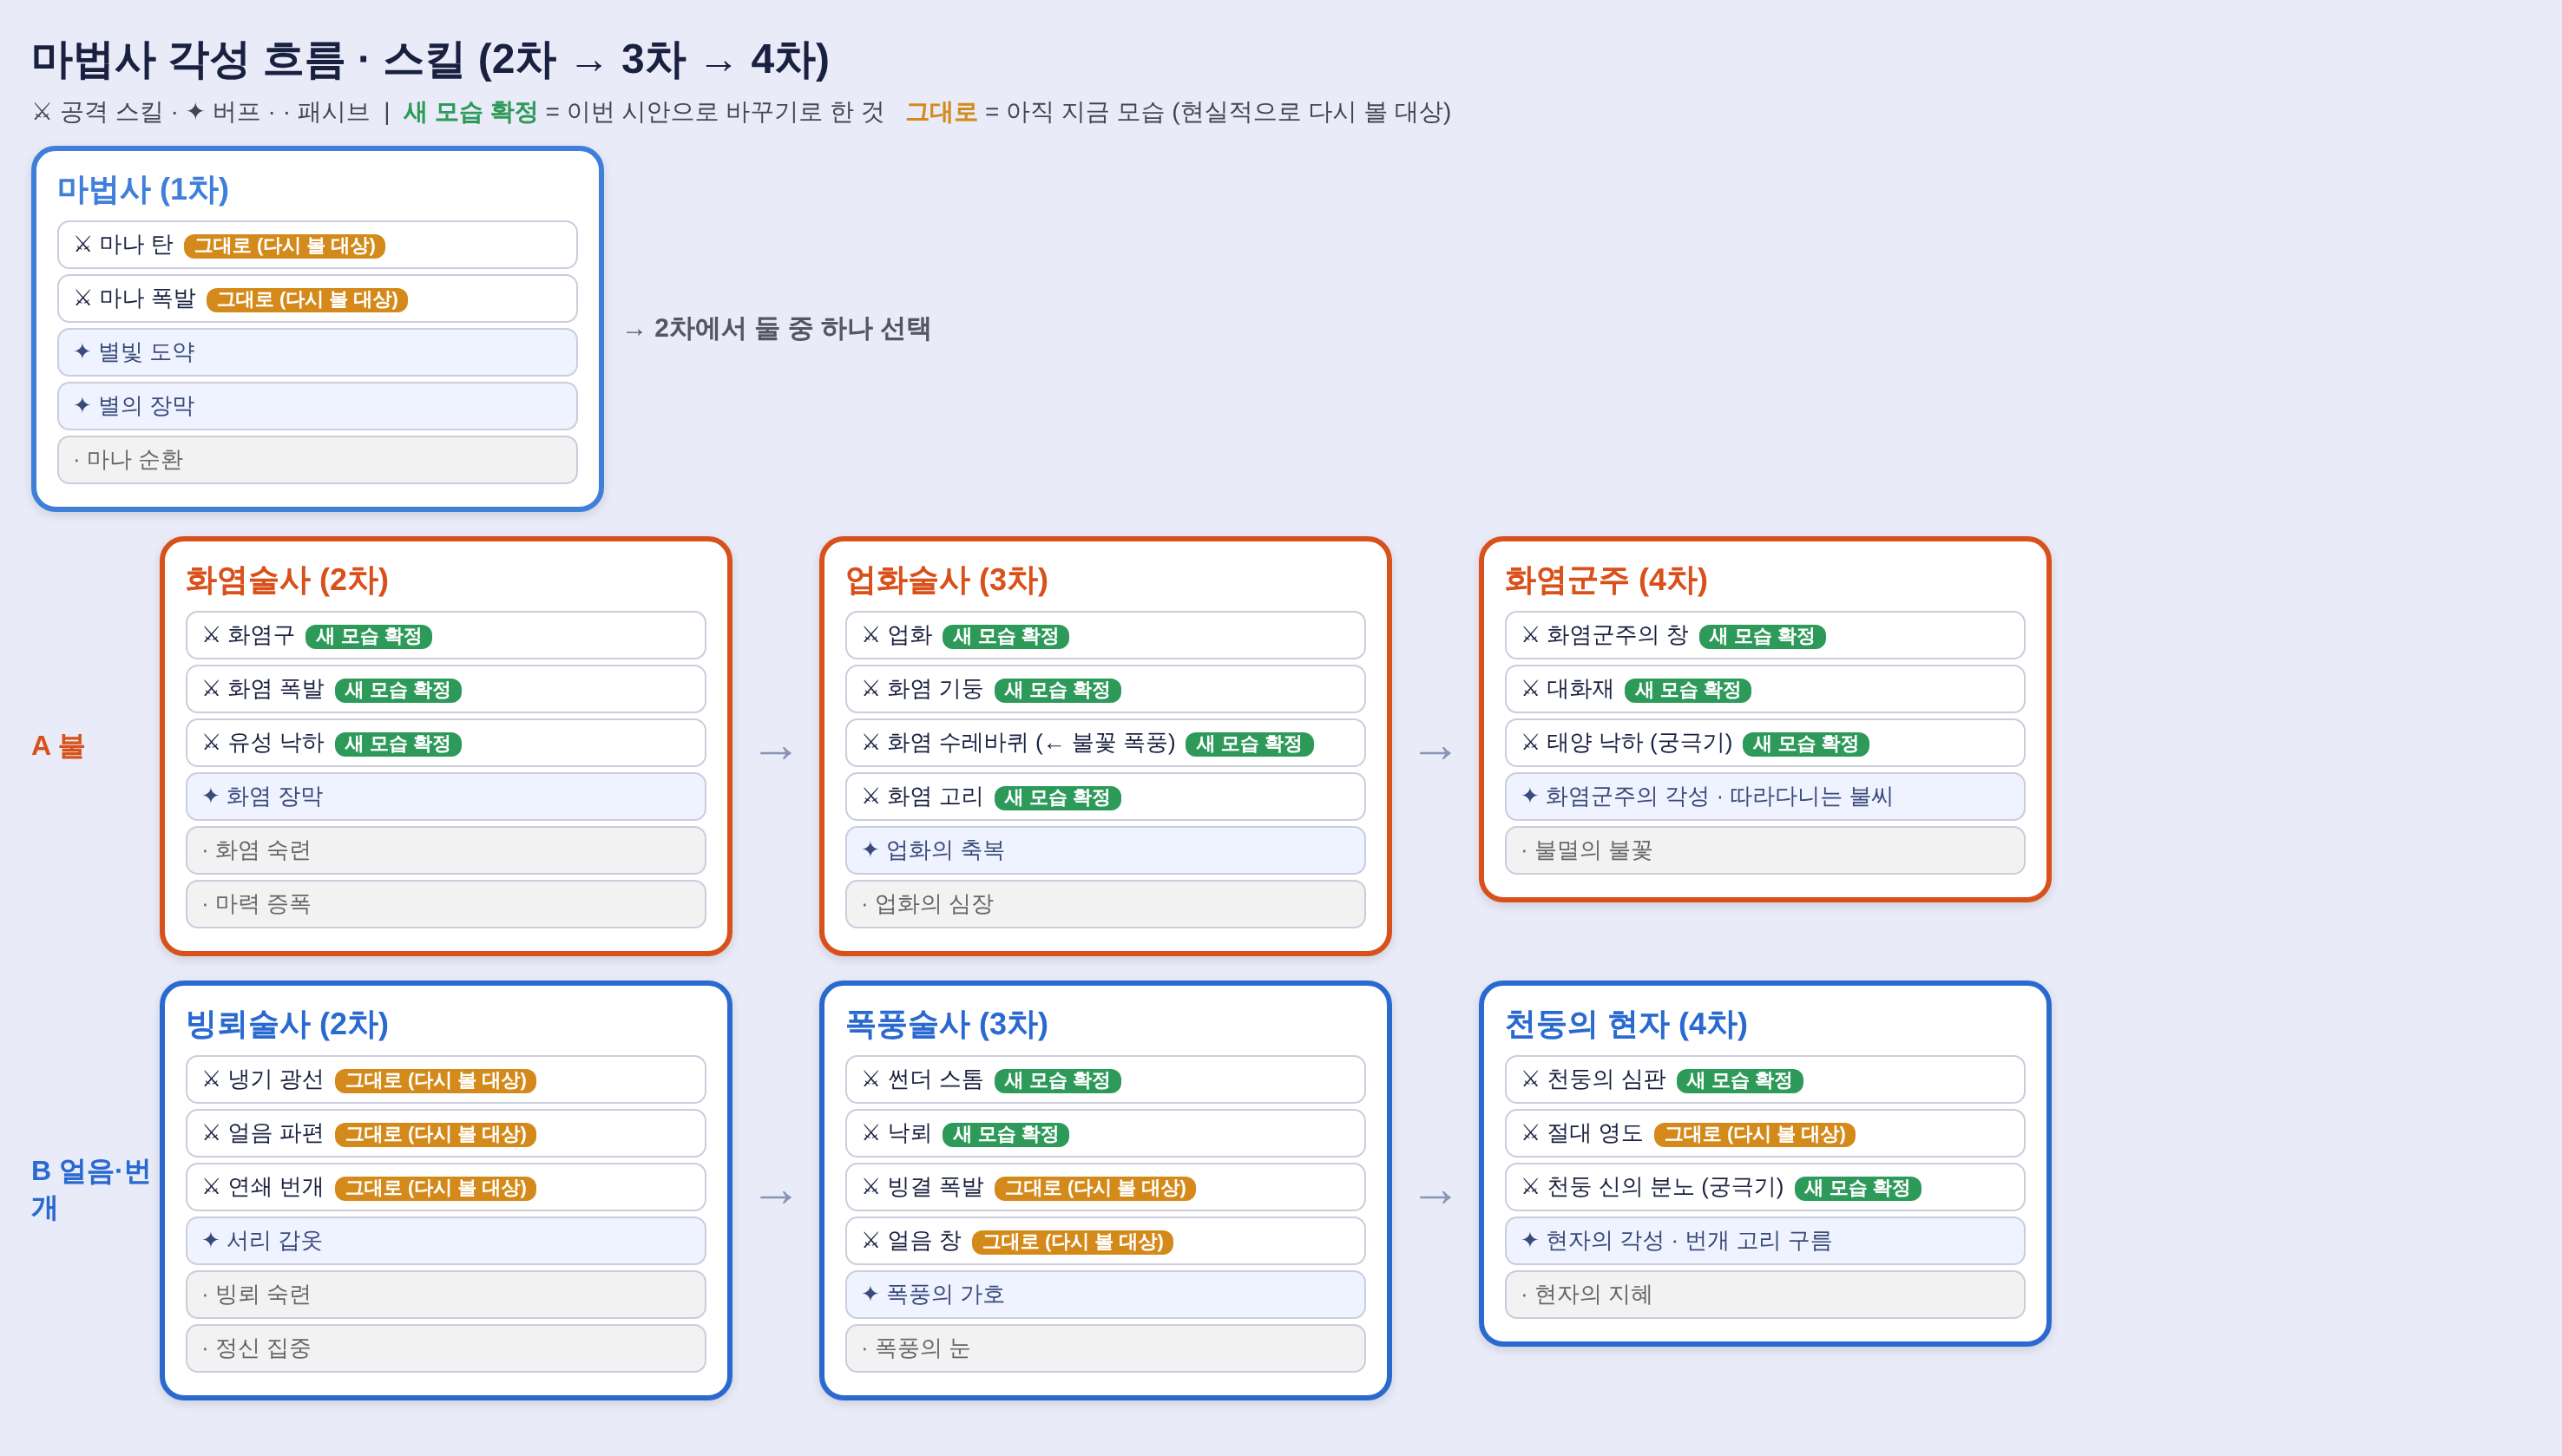 마법사 각성 흐름 · 스킬 (2차 → 3차 → 4차)
⚔ 공격 스킬 · ✦ 버프 · · 패시브 | 새 모습 확정 = 이번 시안으로 바꾸기로 한 것 그대로 = 아직 지금 모습 (현실적으로 다시 볼 대상)
마법사 (1차)
⚔ 마나 탄 그대로 (다시 볼 대상)
⚔ 마나 폭발 그대로 (다시 볼 대상)
✦ 별빛 도약
✦ 별의 장막
· 마나 순환
→ 2차에서 둘 중 하나 선택
A 불
화염술사 (2차)
⚔ 화염구 새 모습 확정
⚔ 화염 폭발 새 모습 확정
⚔ 유성 낙하 새 모습 확정
✦ 화염 장막
· 화염 숙련
· 마력 증폭
→
업화술사 (3차)
⚔ 업화 새 모습 확정
⚔ 화염 기둥 새 모습 확정
⚔ 화염 수레바퀴 (← 불꽃 폭풍) 새 모습 확정
⚔ 화염 고리 새 모습 확정
✦ 업화의 축복
· 업화의 심장
→
화염군주 (4차)
⚔ 화염군주의 창 새 모습 확정
⚔ 대화재 새 모습 확정
⚔ 태양 낙하 (궁극기) 새 모습 확정
✦ 화염군주의 각성 · 따라다니는 불씨
· 불멸의 불꽃
B 얼음·번
개
빙뢰술사 (2차)
⚔ 냉기 광선 그대로 (다시 볼 대상)
⚔ 얼음 파편 그대로 (다시 볼 대상)
⚔ 연쇄 번개 그대로 (다시 볼 대상)
✦ 서리 갑옷
· 빙뢰 숙련
· 정신 집중
→
폭풍술사 (3차)
⚔ 썬더 스톰 새 모습 확정
⚔ 낙뢰 새 모습 확정
⚔ 빙결 폭발 그대로 (다시 볼 대상)
⚔ 얼음 창 그대로 (다시 볼 대상)
✦ 폭풍의 가호
· 폭풍의 눈
→
천둥의 현자 (4차)
⚔ 천둥의 심판 새 모습 확정
⚔ 절대 영도 그대로 (다시 볼 대상)
⚔ 천둥 신의 분노 (궁극기) 새 모습 확정
✦ 현자의 각성 · 번개 고리 구름
· 현자의 지혜